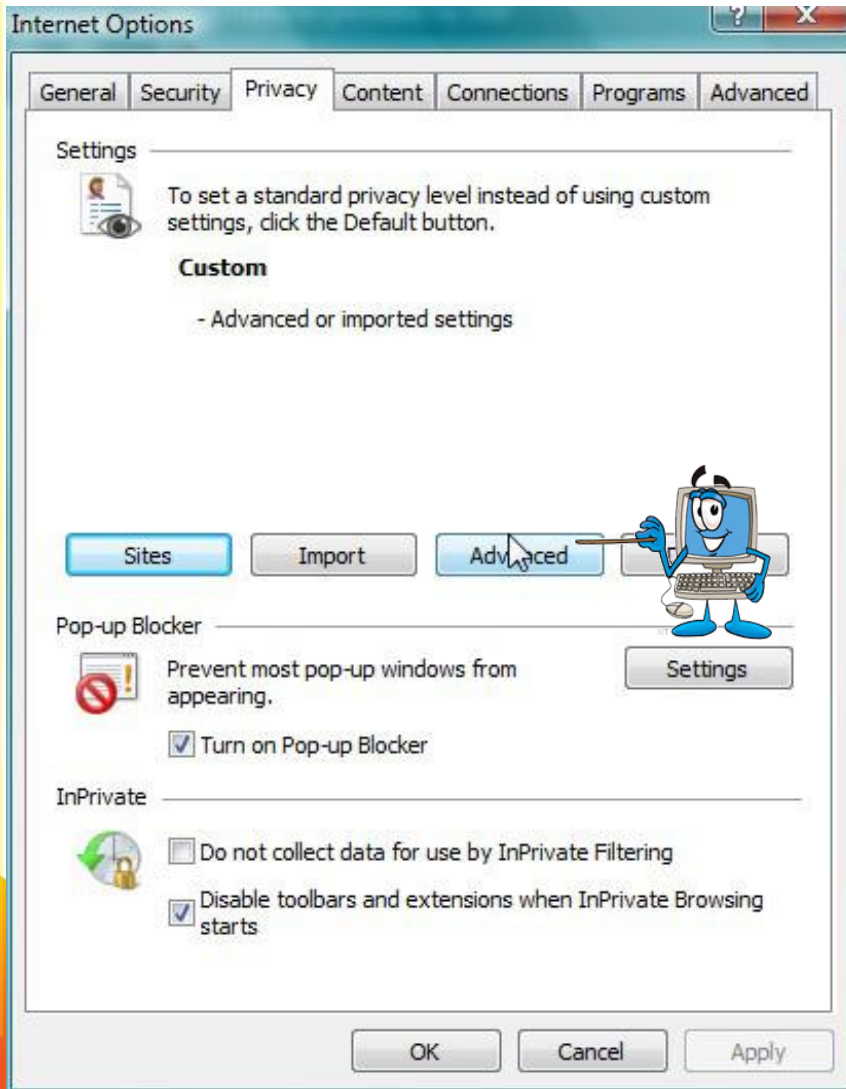 Internet Options
General Security Privacy Content Connections Programs Advanced
Settings
To set a standard privacy level instead of using custom
settings, click the Default button.
Custom
- Advanced or imported settings
Sites Import Advanced
Pop-up Blocker
Prevent most pop-up windows from
appearing.
Settings
Turn on Pop-up Blocker
InPrivate
Do not collect data for use by InPrivate Filtering
Disable toolbars and extensions when InPrivate Browsing
starts
OK Cancel Apply